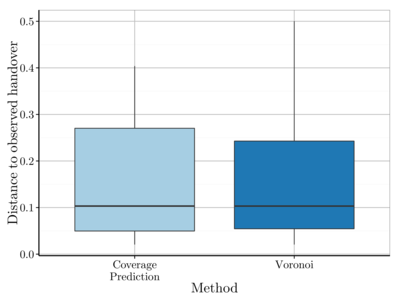 Distance to observed handover
0.5
0.4
0.3
0.2
0.1
0.0
Coverage
Prediction
Voronoi
Method